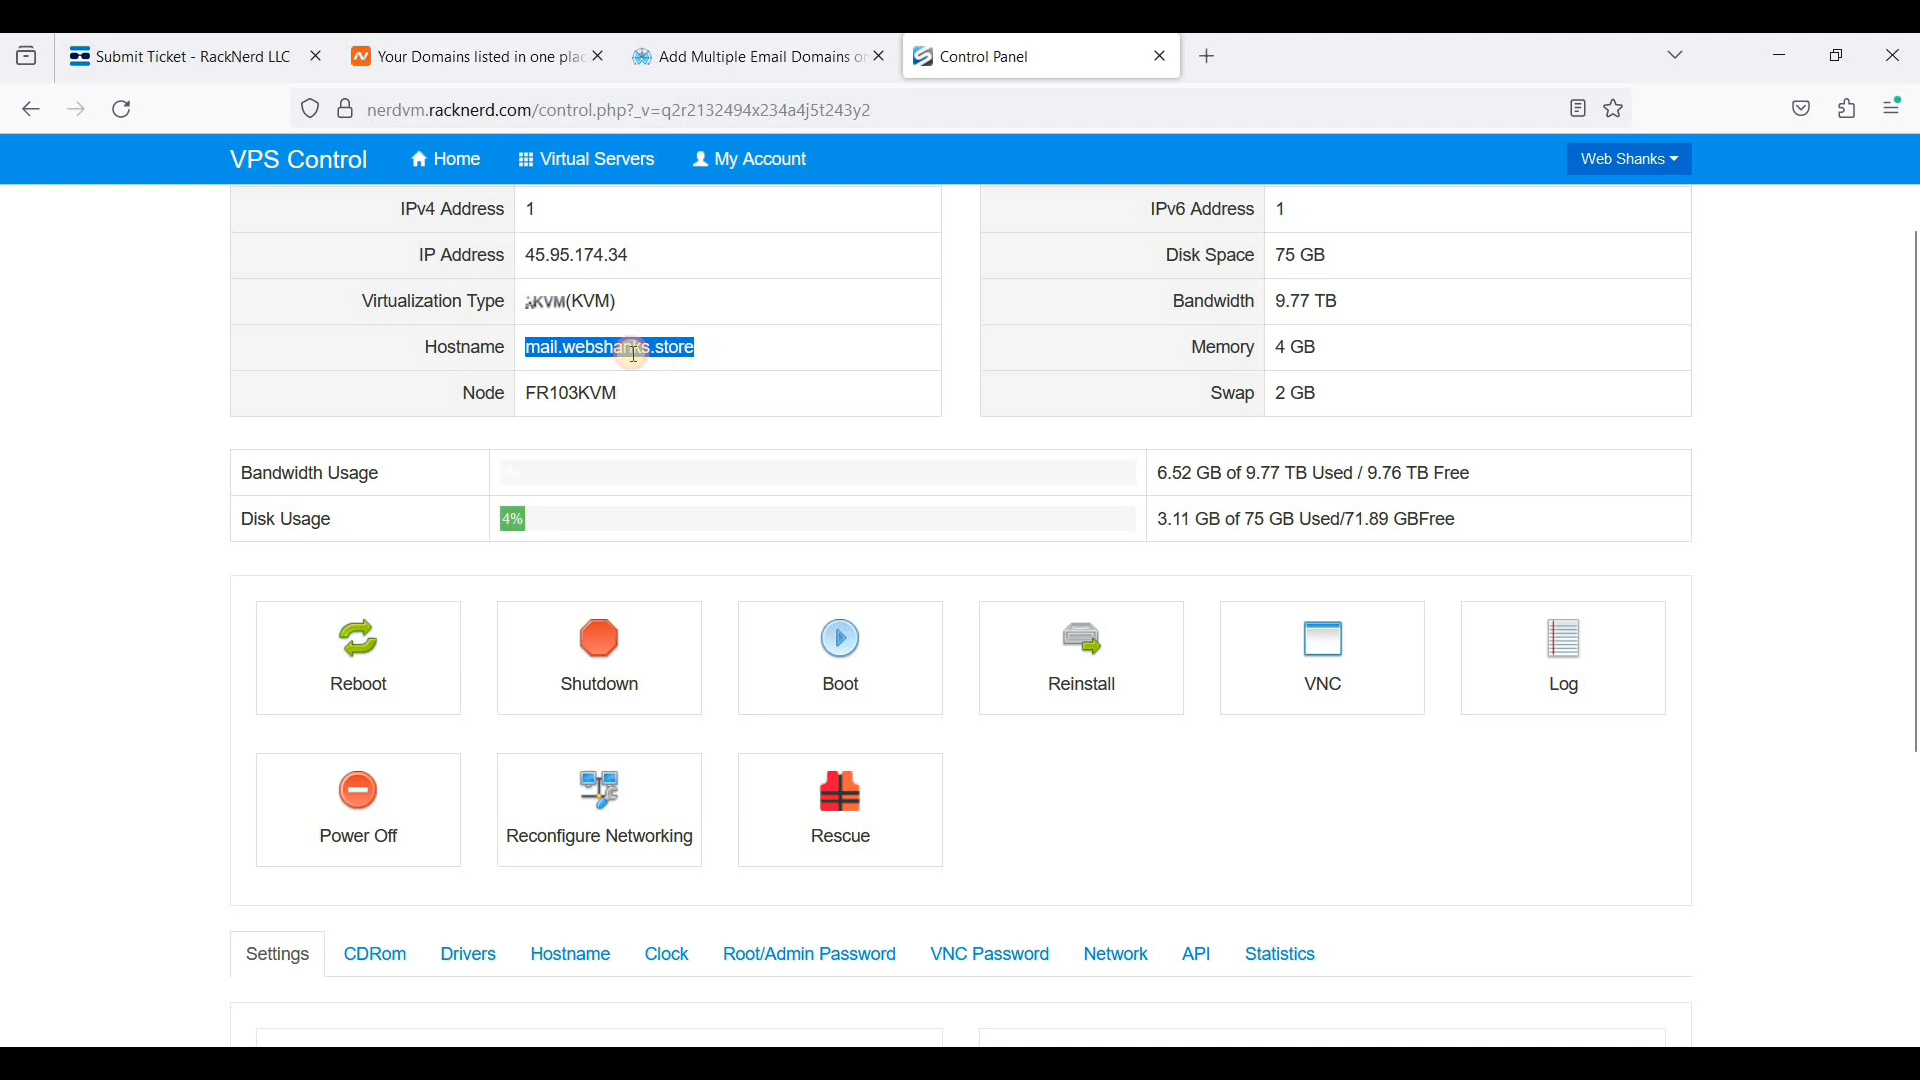 Submit Ticket - RackNerd LLC
Your Domains listed in one plac
Add Multiple Email Domains or
Control Panel
nerdvm.racknerd.com/control.php?_v=q2r2132494x234a4j5t243y2
VPS Control
Home
Virtual Servers
My Account
Web Shanks
IPv4 Address 1
IPv6 Address 1
IP Address 45.95.174.34
Disk Space 75 GB
Virtualization Type KVM(KVM)
Bandwidth 9.77 TB
Hostname mail.webshanks.store
Memory 4 GB
Node FR103KVM
Swap 2 GB
Bandwidth Usage 6.52 GB of 9.77 TB Used / 9.76 TB Free
Disk Usage 4% 3.11 GB of 75 GB Used/71.89 GBFree
Reboot
Shutdown
Boot
Reinstall
VNC
Log
Power Off
Reconfigure Networking
Rescue
Settings
CDRom
Drivers
Hostname
Clock
Root/Admin Password
VNC Password
Network
API
Statistics